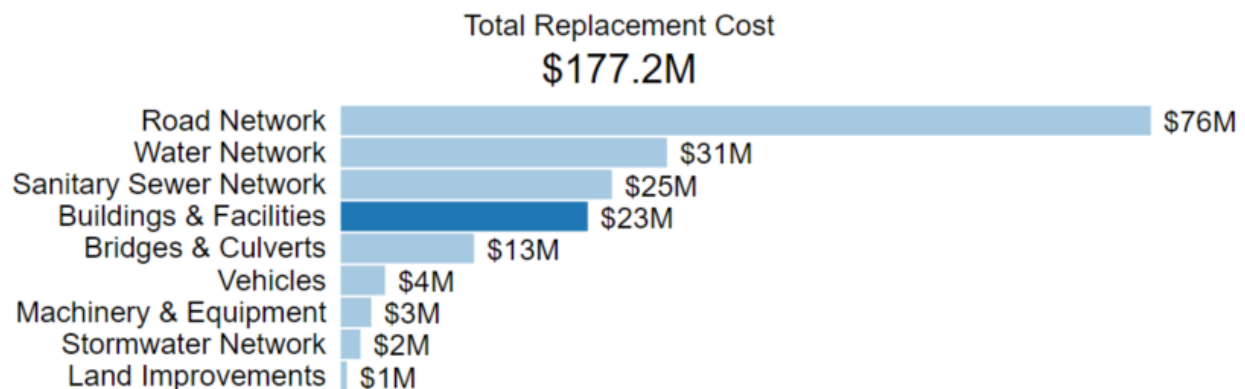 Total Replacement Cost
$177.2M
Road Network $76M
Water Network $31M
Sanitary Sewer Network $25M
Buildings & Facilities $23M
Bridges & Culverts $13M
Vehicles $4M
Machinery & Equipment $3M
Stormwater Network $2M
Land Improvements $1M